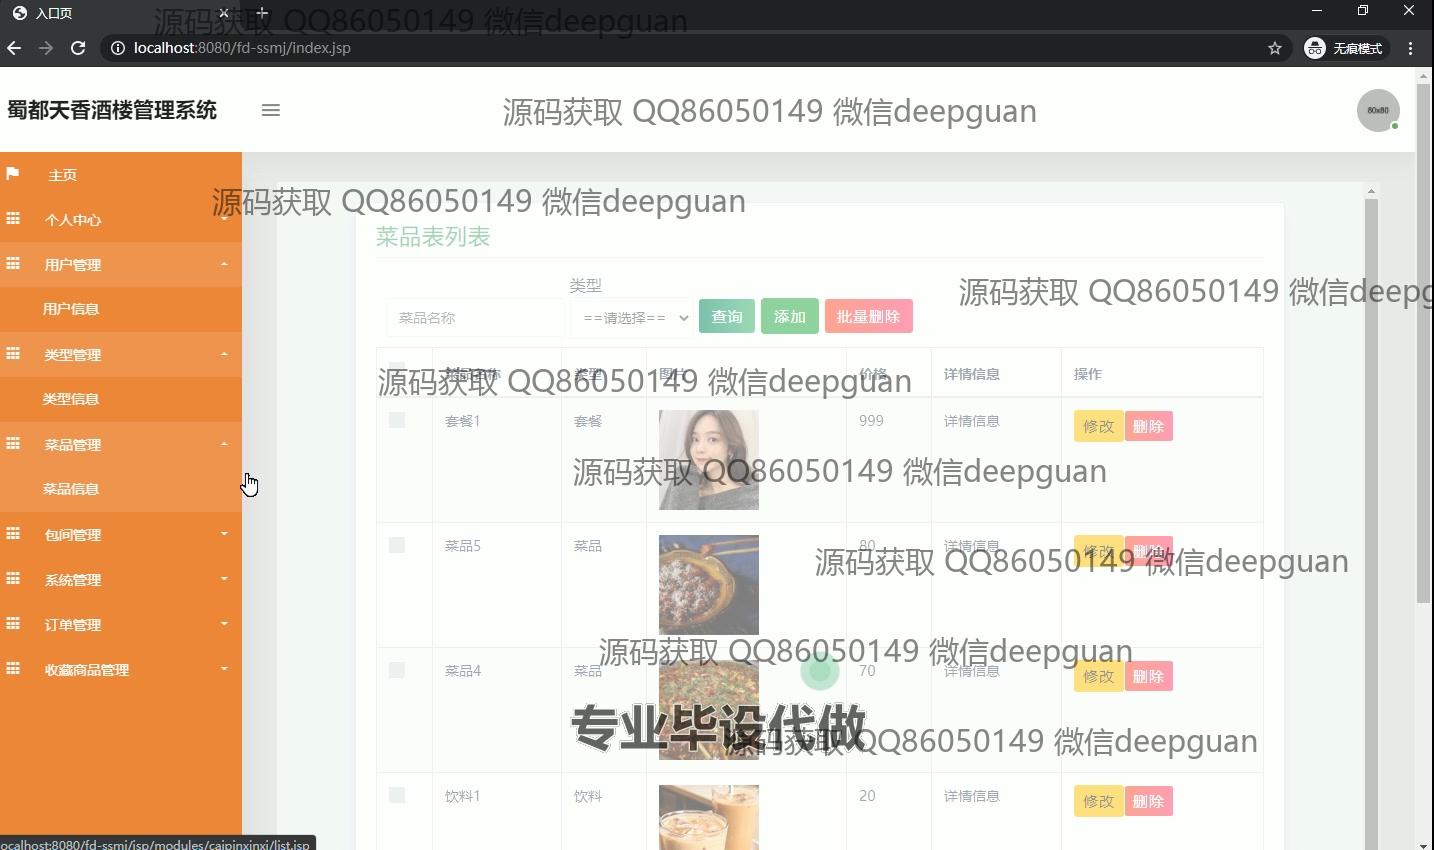 入口页
源码获取 QQ86050149 微信deepguan
localhost:8080/fd-ssmj/index.jsp
无痕模式
蜀都天香酒楼管理系统
源码获取 QQ86050149 微信deepguan
80x80
主页
源码获取 QQ86050149 微信deepguan
个人中心
菜品表列表
用户管理
类型
源码获取 QQ86050149 微信deepg
用户信息
菜品名称
==请选择==
查询
添加
批量删除
类型管理
菜品名称 类型 图片 价格 详情信息 操作
源码获取 QQ86050149 微信deepguan
类型信息
套餐1 套餐 999 详情信息 修改 删除
菜品管理
源码获取 QQ86050149 微信deepguan
菜品信息
包间管理
菜品5 菜品 80 详情信息 修改 删除
源码获取 QQ86050149 微信deepguan
系统管理
订单管理
源码获取 QQ86050149 微信deepguan
收藏商品管理
菜品4 菜品 70 详情信息 修改 删除
专业毕设代做
源码获取 QQ86050149 微信deepguan
饮料1 饮料 20 详情信息 修改 删除
ocalhost:8080/fd-ssmj/jsp/modules/caipinxinxi/list.jsp